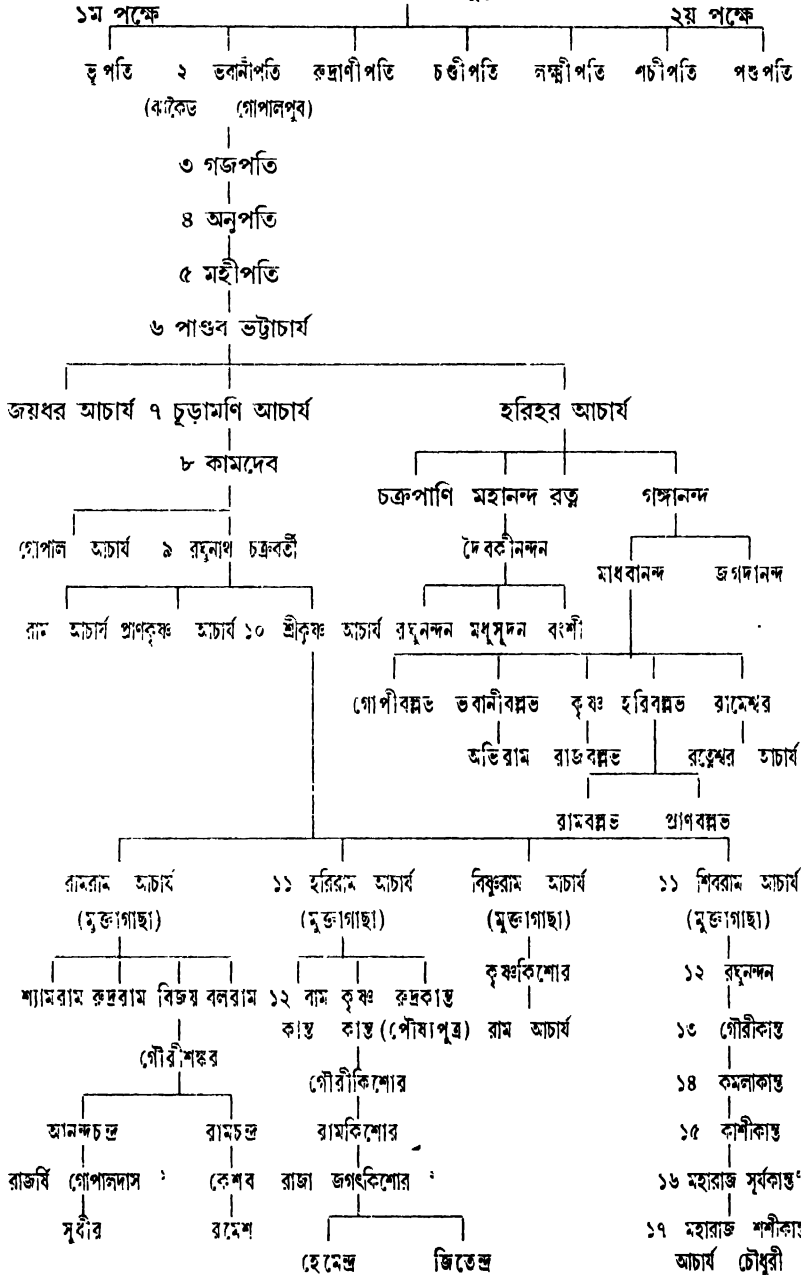 ১ম পক্ষে ২য় পক্ষে
ভূপতি ২ ভবানীপতি রুদ্রাণীপতি চণ্ডীপতি লক্ষ্মীপতি শচীপতি পশুপতি
গোপালপুব)
৩ গজপতি
৪ অনুপতি
৫ মহীপতি
৬ পাণ্ডব ভট্টাচার্য
জয়ধর আচার্য ৭ চূড়ামণি আচার্য হরিহর আচার্য
৮ কামদেব
চক্রপাণি মহানন্দ রত্ন গঙ্গানন্দ
গোপাল আচার্য ৯ রঘুনাথ চক্রবর্তী দৈবকীনন্দন
মাধবানন্দ জগদানন্দ
রাম আচার্য প্রাণকৃষ্ণ আচার্য ১০ শ্রীকৃষ্ণ আচার্য রঘুনন্দন মধুসূদন বংশী
গোপীবল্লভ ভবানীবল্লভ কৃষ্ণ হরিবল্লভ রামেশ্বর
অভিরাম রাজবল্লভ রত্নেশ্বর আচার্য
রামবল্লভ প্রাণবল্লভ
রামরাম আচার্য ১১ হরিরাম আচার্য বিষ্ণুরাম আচার্য ১১ শিবরাম আচার্য
(মুক্তাগাছা) (মুক্তাগাছা) (মুক্তাগাছা) (মুক্তাগাছা)
কৃষ্ণকিশোর ১২ রঘুনন্দন
শ্যামরাম রুদ্ররাম বিজয় বলরাম ১২ রাম কৃষ্ণ রুদ্রকান্ত
কান্ত কান্ত (পৌষ্যপুত্র) রাম আচার্য ১৩ গৌরীকান্ত
গৌরীশঙ্কর
গৌরীকিশোর ১৪ কমলাকান্ত
আনন্দচন্দ্র রামচন্দ্র রামকিশোর ১৫ কাশীকান্ত
রাজর্ষি গোপালদাস ১ কেশব রাজা জগৎকিশোর ২ ১৬ মহারাজ সূর্যকান্ত৩
সুধীর রমেশ ১৭ মহারাজ শশীকান্ত
হেমেন্দ্র জিতেন্দ্র আচার্য চৌধুরী